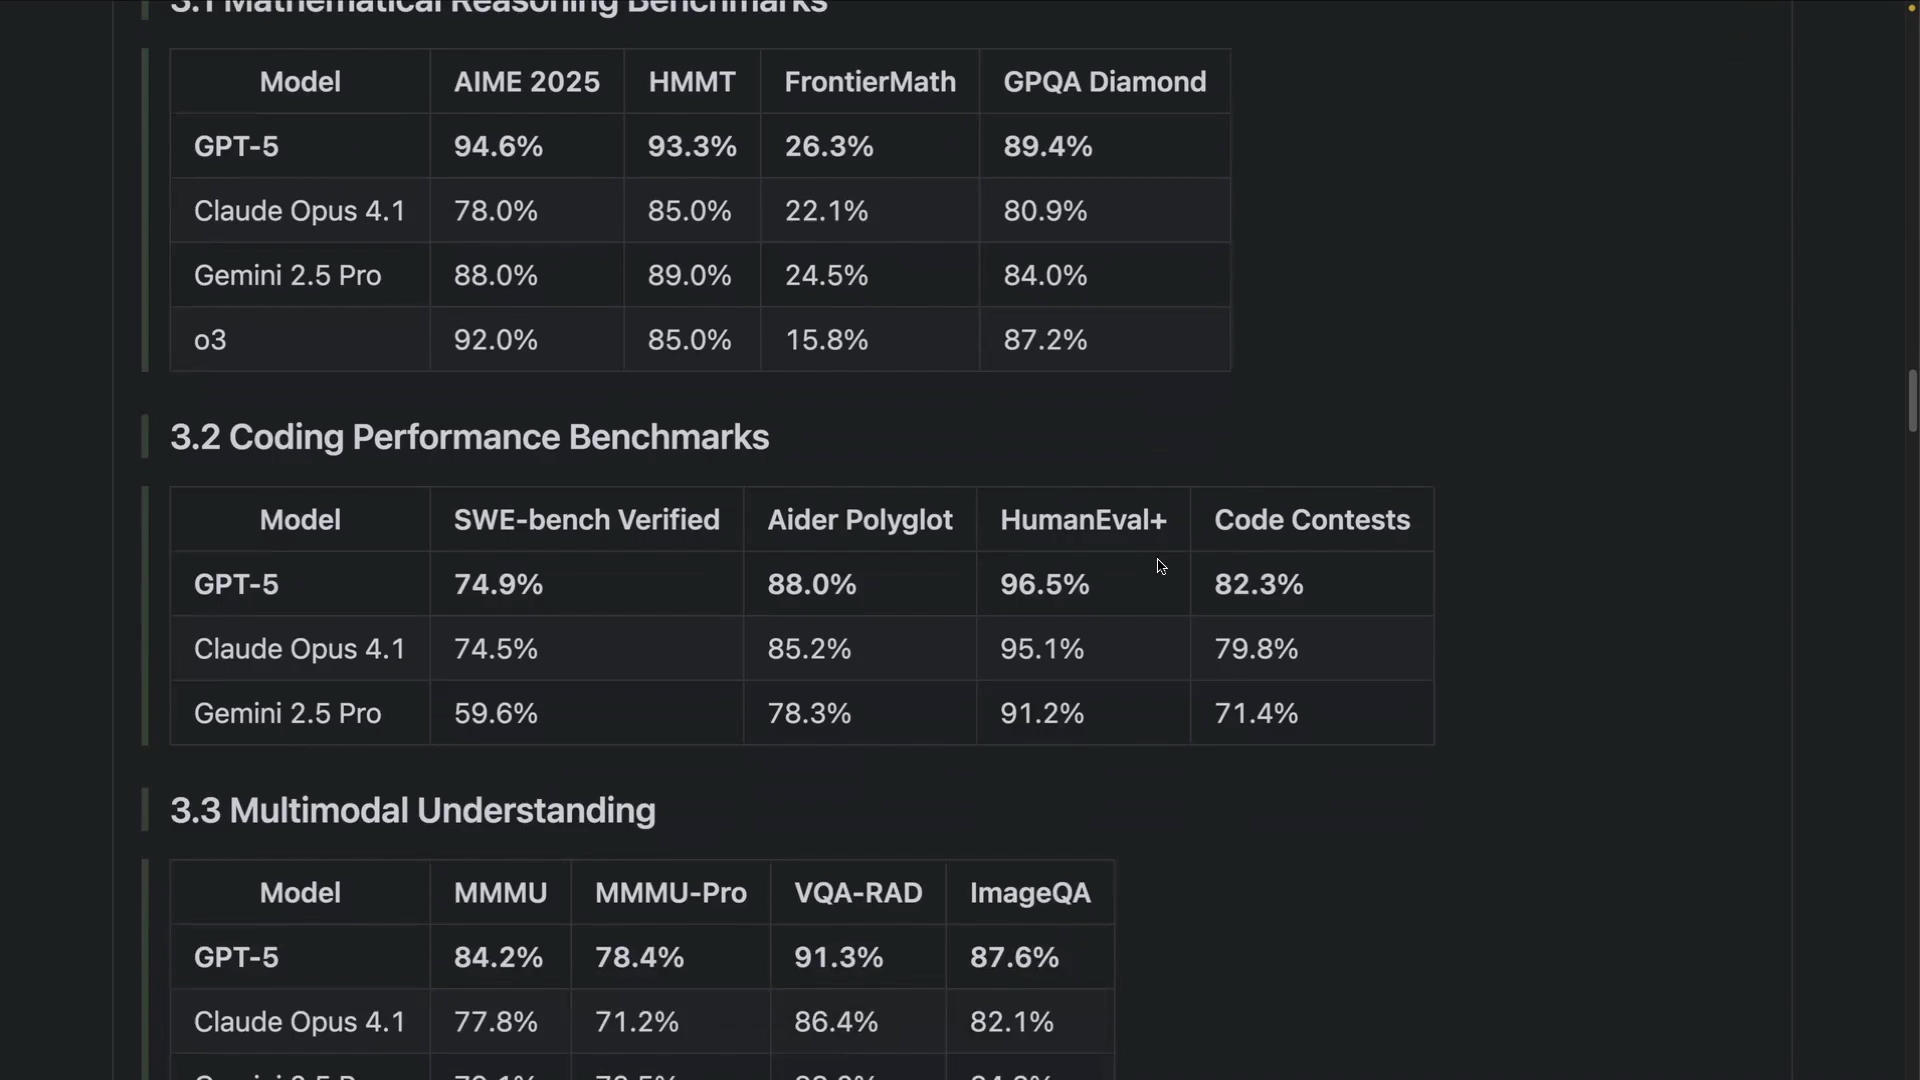 3.1 Mathematical Reasoning Benchmarks
Model AIME 2025 HMMT FrontierMath GPQA Diamond
GPT-5 94.6% 93.3% 26.3% 89.4%
Claude Opus 4.1 78.0% 85.0% 22.1% 80.9%
Gemini 2.5 Pro 88.0% 89.0% 24.5% 84.0%
o3 92.0% 85.0% 15.8% 87.2%
3.2 Coding Performance Benchmarks
Model SWE-bench Verified Aider Polyglot HumanEval+ Code Contests
GPT-5 74.9% 88.0% 96.5% 82.3%
Claude Opus 4.1 74.5% 85.2% 95.1% 79.8%
Gemini 2.5 Pro 59.6% 78.3% 91.2% 71.4%
3.3 Multimodal Understanding
Model MMMU MMMU-Pro VQA-RAD ImageQA
GPT-5 84.2% 78.4% 91.3% 87.6%
Claude Opus 4.1 77.8% 71.2% 86.4% 82.1%